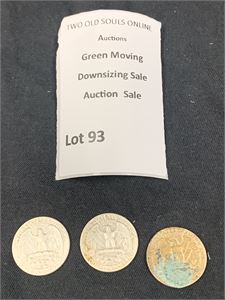 TWO OLD SOULS ONLINE
Auctions
Green Moving
Downsizing Sale
Auction Sale
Lot 93